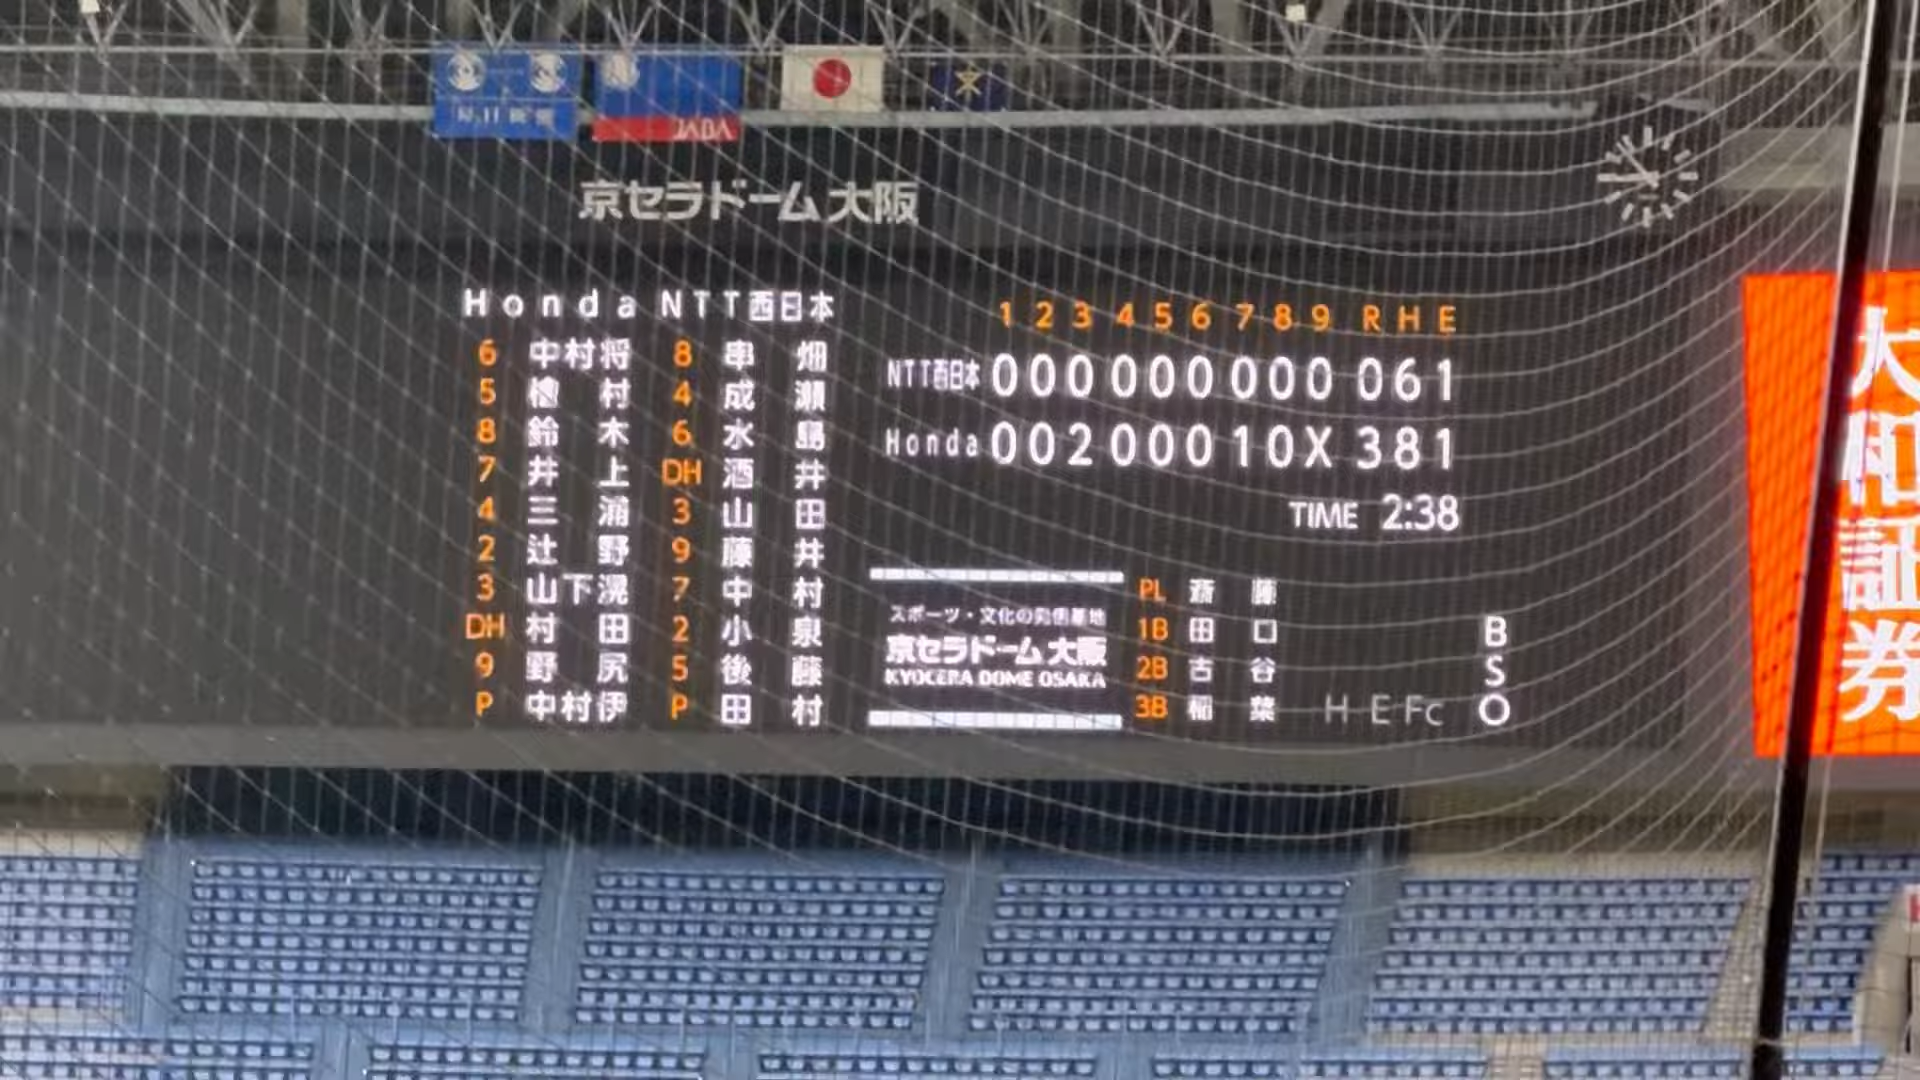 JABA
京セラドーム大阪
Honda NTT西日本
6 中村将 8 串畑
5 檜村 4 成瀬
8 鈴木 6 水島
7 井上 DH 酒井
4 三浦 3 山田
2 辻野 9 藤井
3 山下滉 7 中村
DH 村田 2 小泉
9 野尻 5 後藤
P 中村伊 P 田村
1 2 3 4 5 6 7 8 9 R H E
NTT西日本 0 0 0 0 0 0 0 0 0 0 6 1
Honda 0 0 2 0 0 0 1 0 X 3 8 1
TIME 2:38
スポーツ・文化の発信基地
京セラドーム大阪
KYOCERA DOME OSAKA
PL 斎藤
1B 田口
2B 古谷
3B 稲葉
H E Fc
B
S
O
大和証券